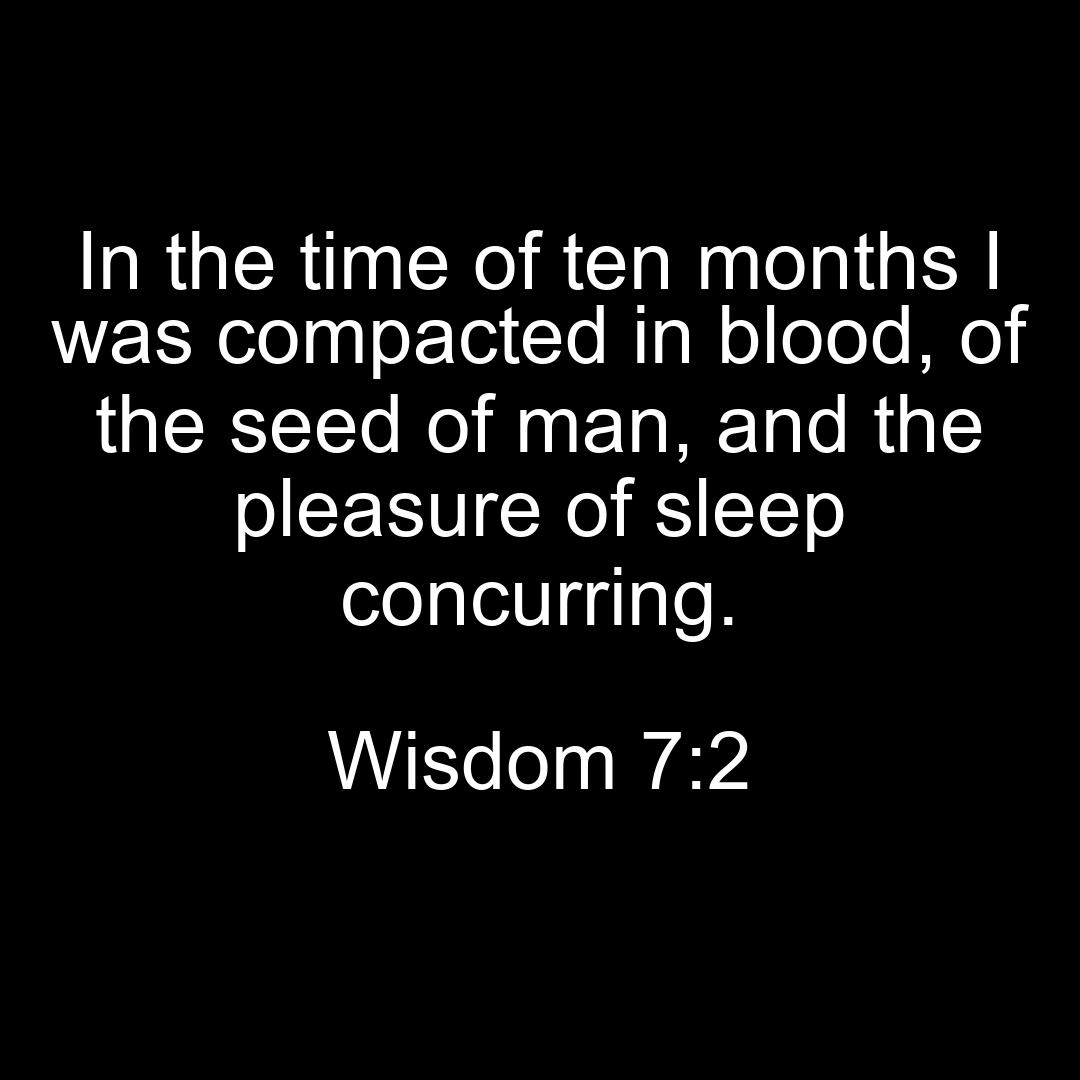 In the time of ten months I
was compacted in blood, of
the seed of man, and the
pleasure of sleep
concurring.
Wisdom 7:2